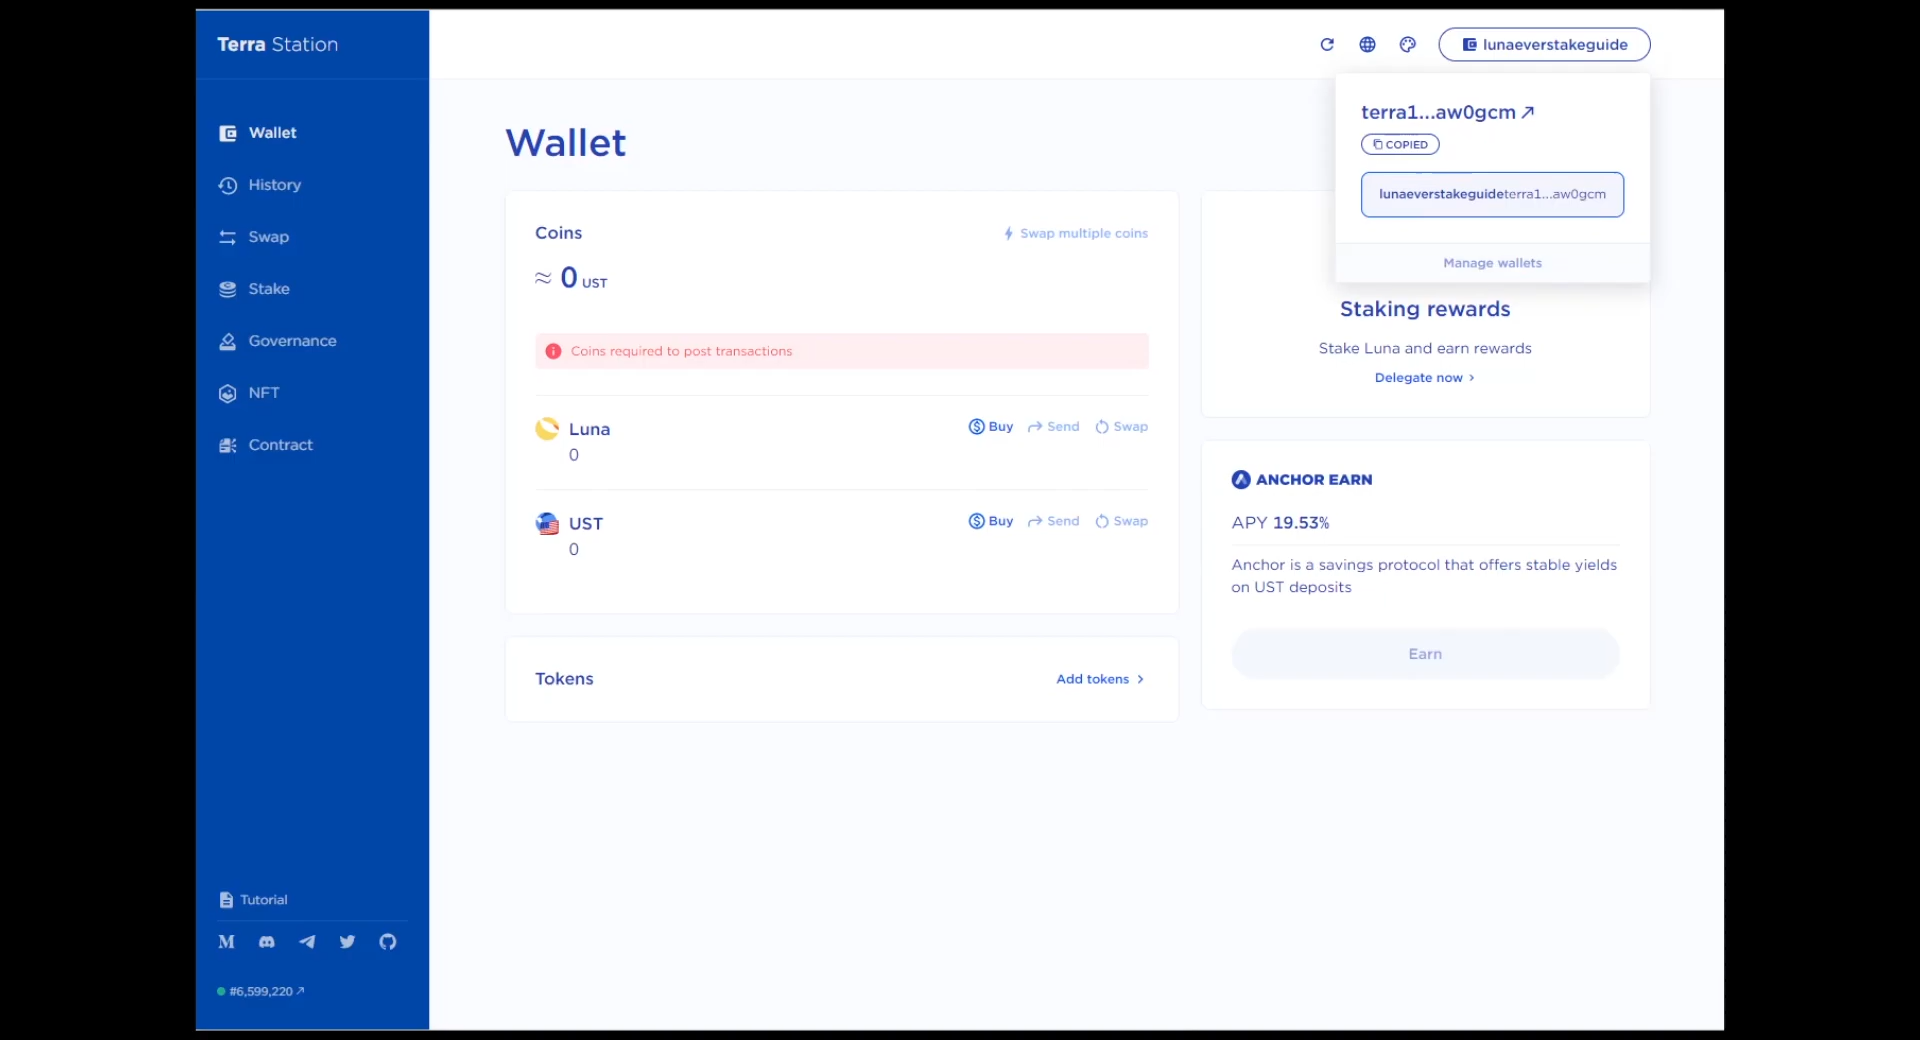 Terra Station
Wallet
History
Swap
Stake
Governance
NFT
Contract
Tutorial
M
#6,599,220
lunaeverstakeguide
terra1...aw0gcm
COPIED
lunaeverstakeguideterra1...aw0gcm
Manage wallets
Wallet
Coins
Swap multiple coins
≈ 0 UST
Coins required to post transactions
Luna
0
Buy Send Swap
UST
0
Buy Send Swap
Tokens
Add tokens >
Staking rewards
Stake Luna and earn rewards
Delegate now >
ANCHOR EARN
APY 19.53%
Anchor is a savings protocol that offers stable yields
on UST deposits
Earn